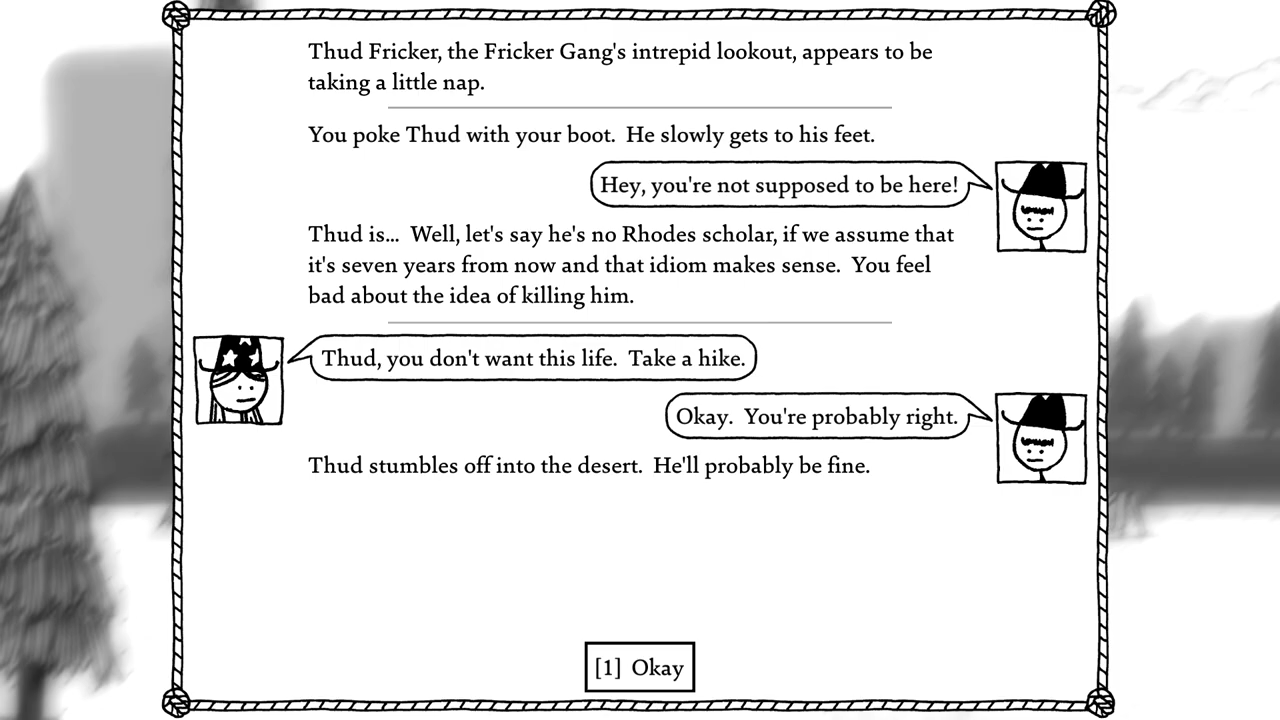 Thud Fricker, the Fricker Gang's intrepid lookout, appears to be
taking a little nap.
You poke Thud with your boot.  He slowly gets to his feet.
Hey, you're not supposed to be here!
Thud is...  Well, let's say he's no Rhodes scholar, if we assume that
it's seven years from now and that idiom makes sense.  You feel
bad about the idea of killing him.
Thud, you don't want this life.  Take a hike.
Okay.  You're probably right.
Thud stumbles off into the desert.  He'll probably be fine.
[1]  Okay